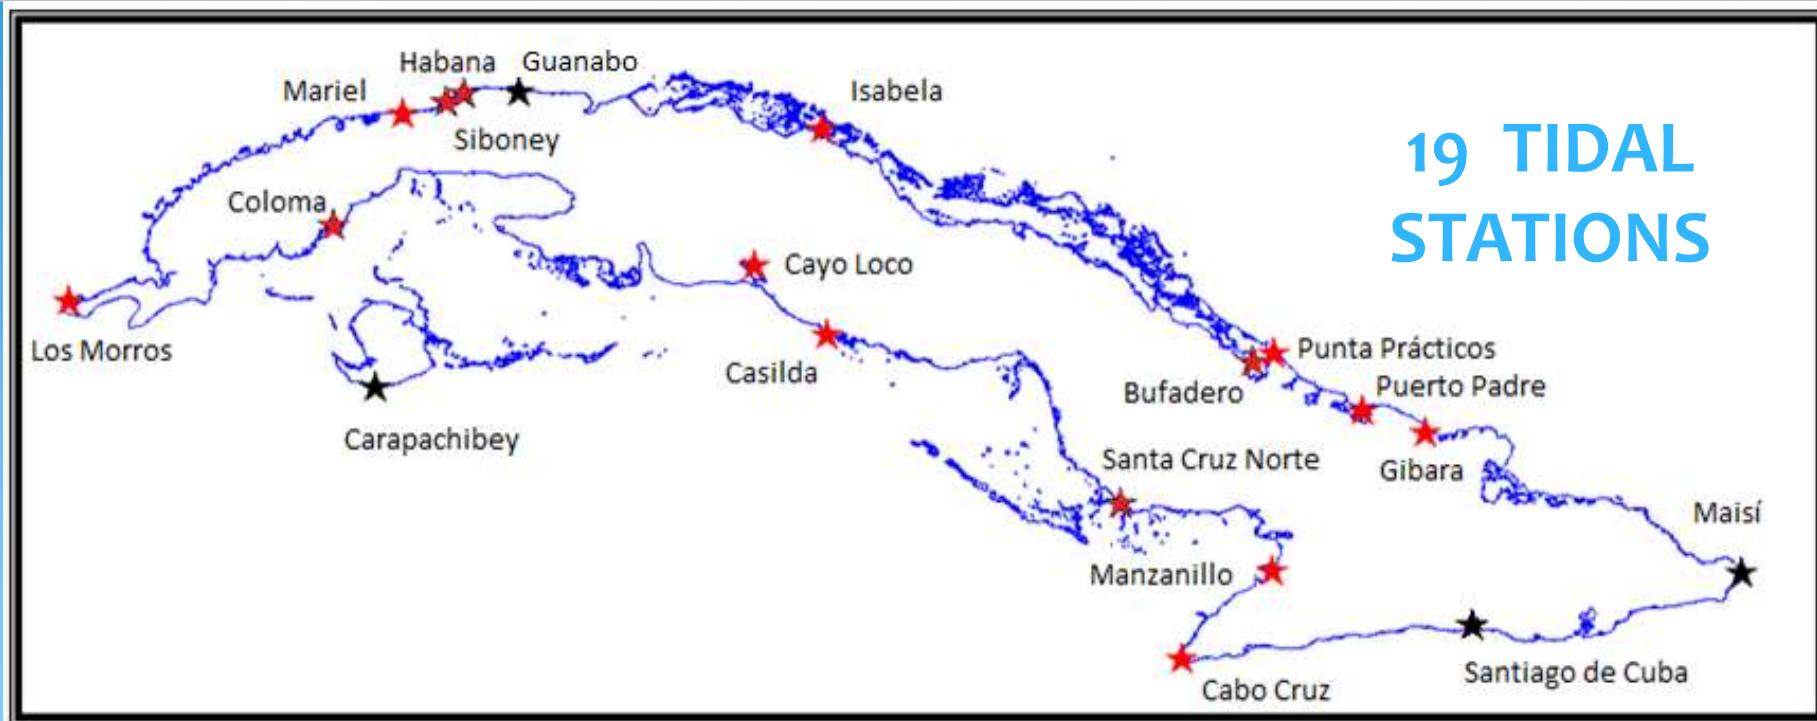 Habana
Guanabo
Mariel
Isabela
Siboney
19 TIDAL
STATIONS
Coloma
Cayo Loco
Los Morros
Punta Prácticos
Casilda
Bufadero
Puerto Padre
Carapachibey
Santa Cruz Norte
Gibara
Maisí
Manzanillo
Santiago de Cuba
Cabo Cruz